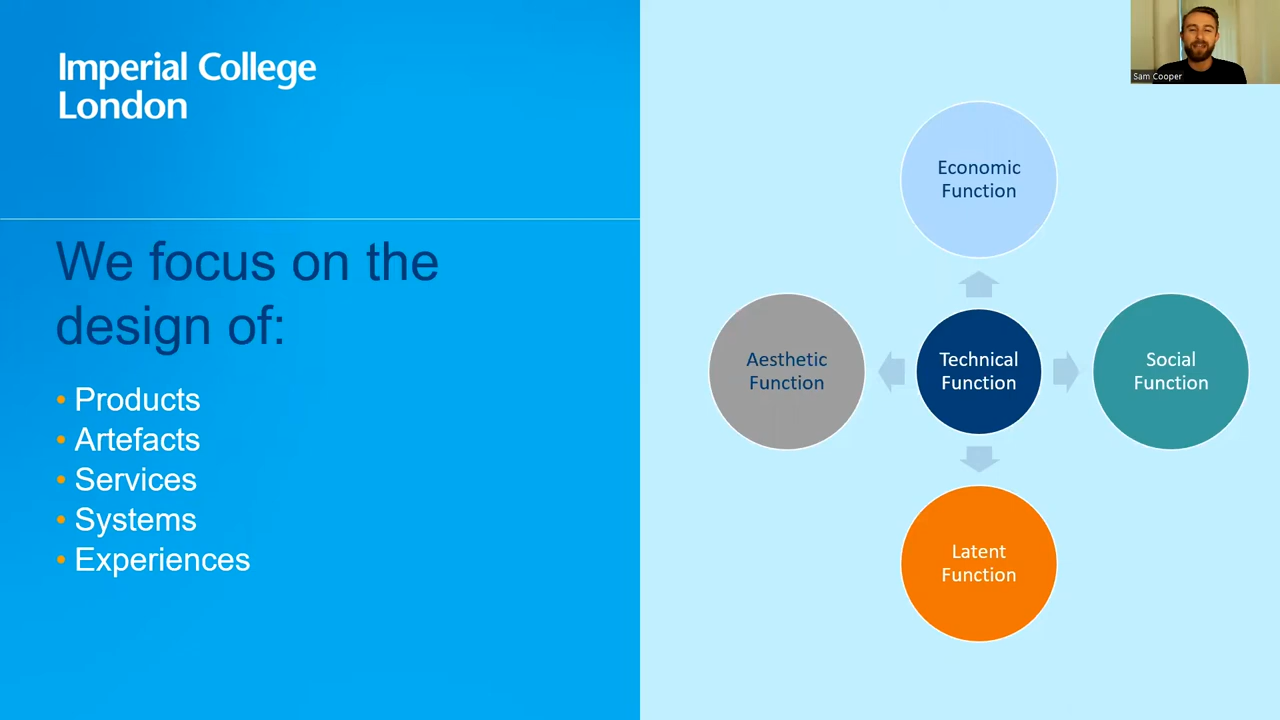 Imperial College
London
Sam Cooper
We focus on the
design of:
• Products
• Artefacts
• Services
• Systems
• Experiences
Economic
Function
Aesthetic
Function
Technical
Function
Social
Function
Latent
Function